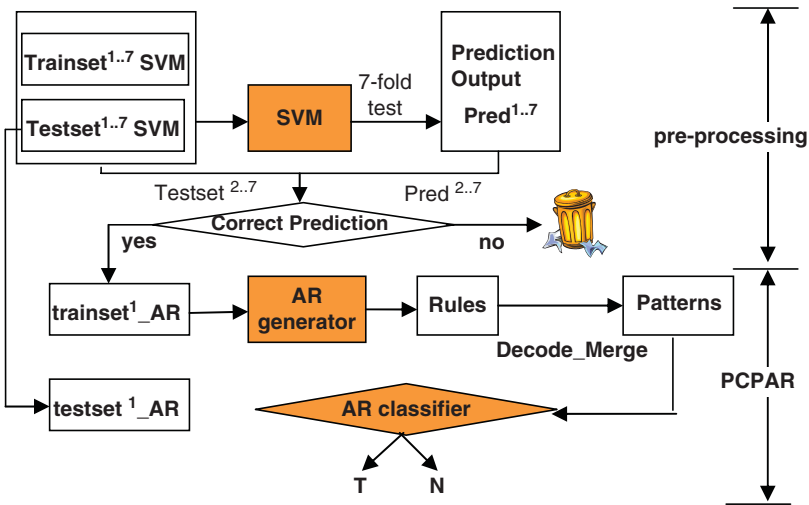 Trainset1..7 SVM
Testset1..7 SVM
SVM
7-fold
test
Prediction
Output
Pred1..7
pre-processing
Testset 2..7
Pred 2..7
Correct Prediction
yes
no
trainset1_AR
AR
generator
Rules
Patterns
Decode_Merge
PCPAR
testset 1_AR
AR classifier
T
N